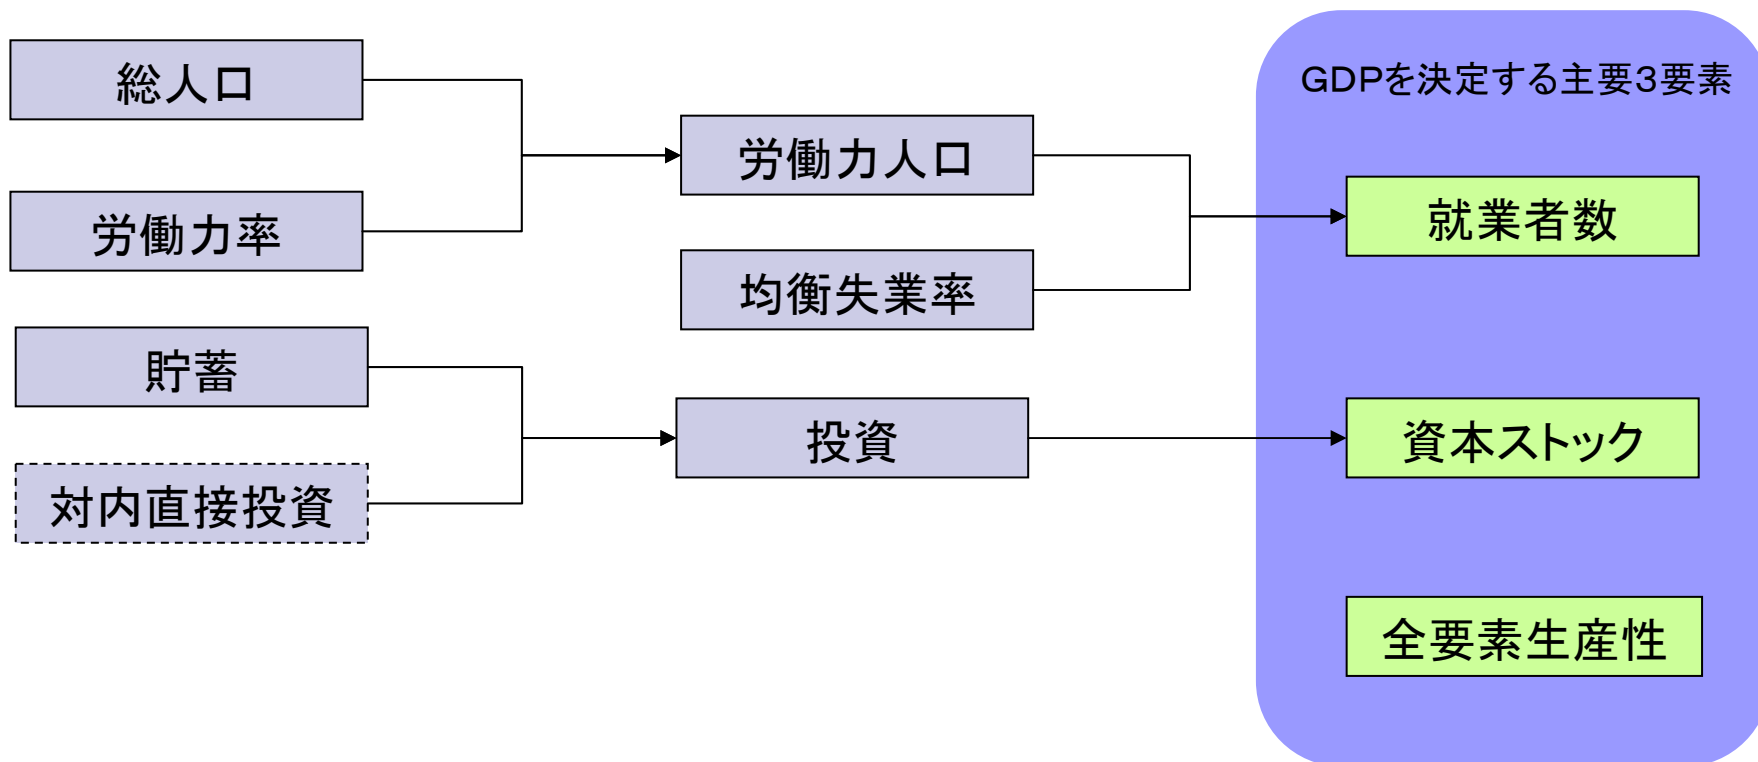 総人口
労働力率
貯蓄
対内直接投資
労働力人口
均衡失業率
投資
GDPを決定する主要3要素
就業者数
資本ストック
全要素生産性